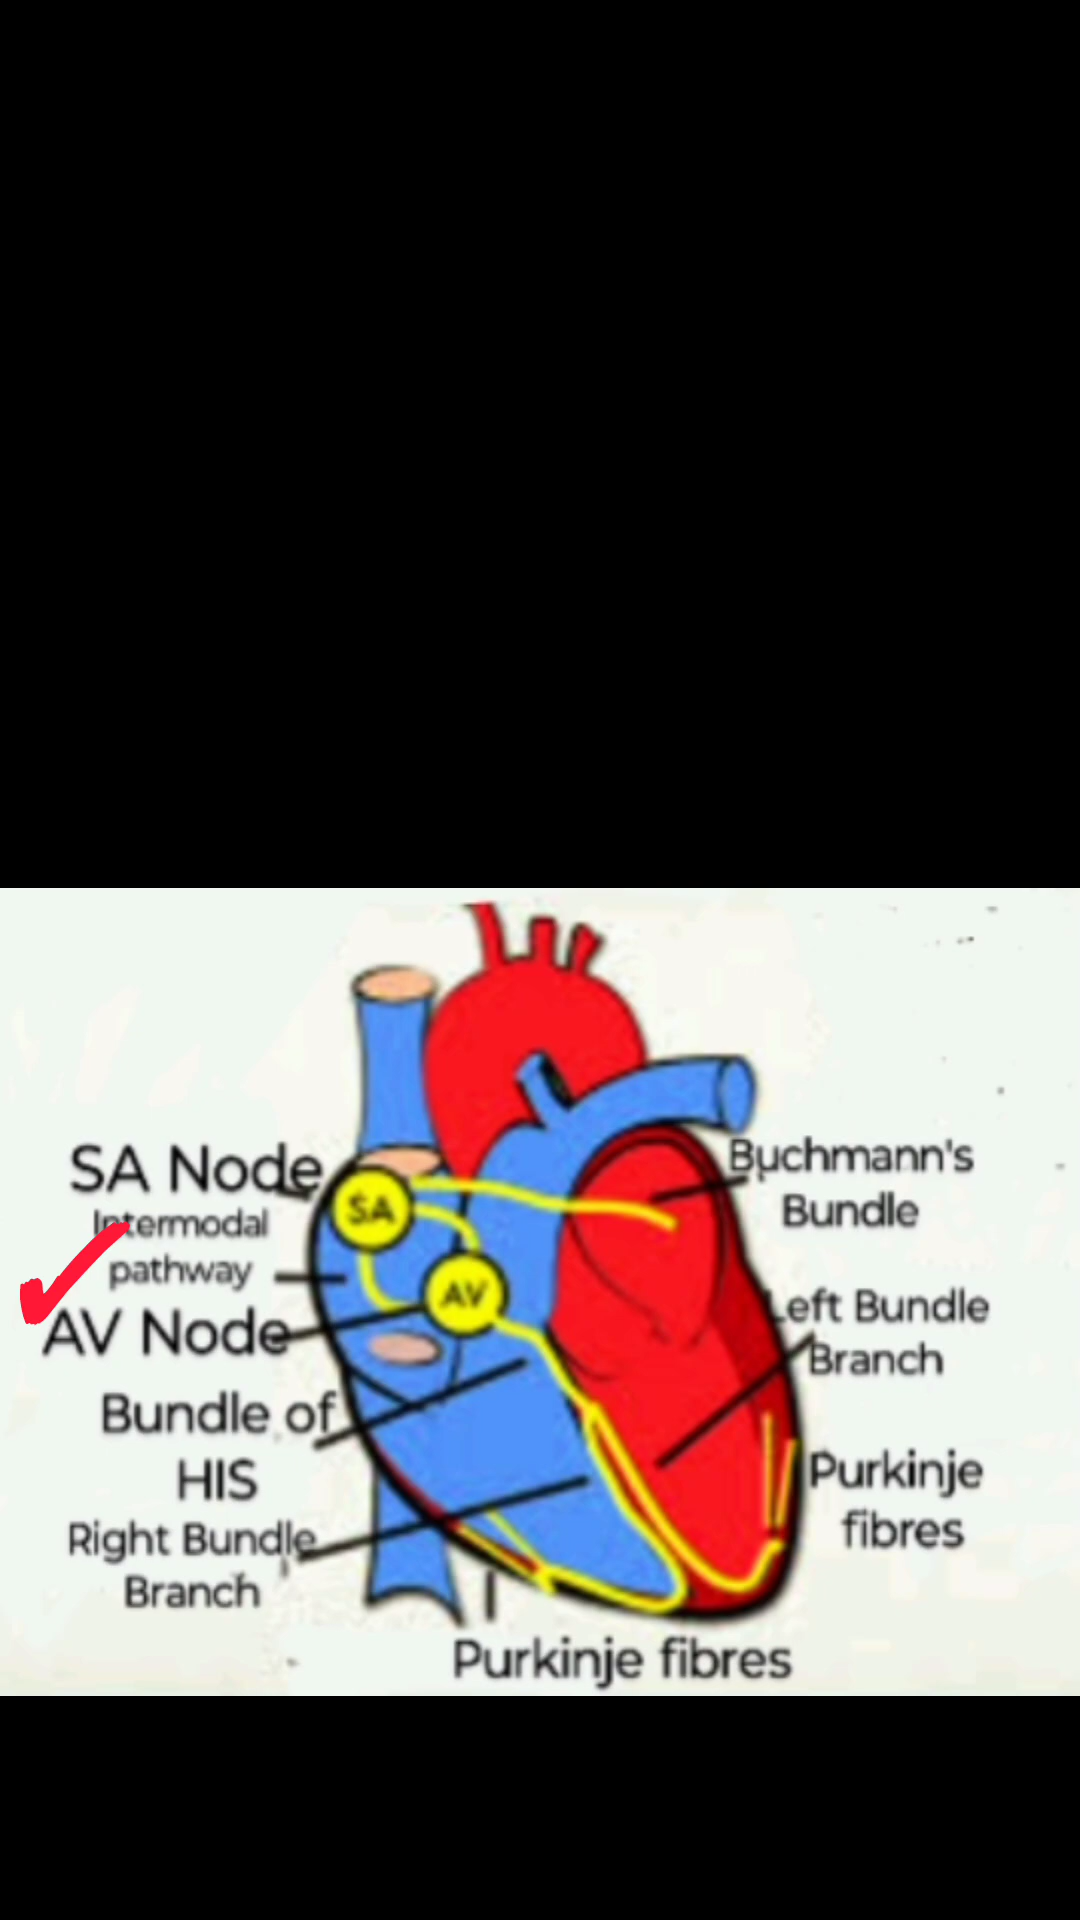 SA Node
Intermodal
pathway
AV Node
Bundle of
HIS
Right Bundle
Branch
SA
AV
Buchmann's
Bundle
Left Bundle
Branch
Purkinje
fibres
Purkinje fibres